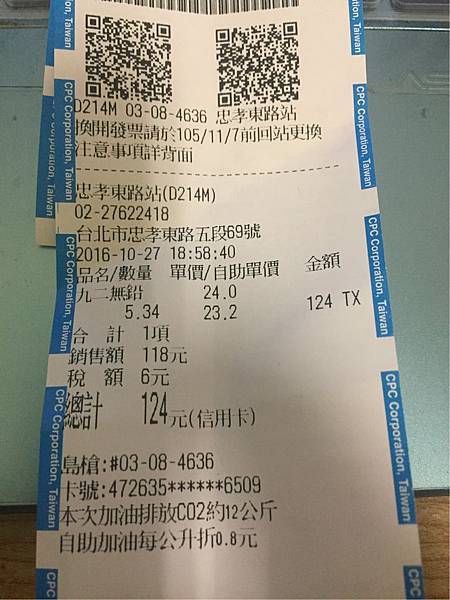 D214M 03-08-4636 忠孝東路站
換開發票請於105/11/7前回站更換
注意事項詳背面
忠孝東路站(D214M)
02-27622418
台北市忠孝東路五段69號
2016-10-27 18:58:40
品名/數量 單價/自助單價 金額
九二無鉛 24.0
5.34 23.2 124 TX
合 計 1項
銷售額 118元
稅 額 6元
總計 124元(信用卡)
島槍:#03-08-4636
卡號:472635******6509
本次加油排放CO2約12公斤
自助加油每公升折0.8元
CPC Corporation, Taiwan
CPC Corporation, Taiwan
CPC Corporation, Taiwan
CPC Corporation, Taiwan
CPC Corporation, Taiwan
CPC Corporation, Taiwan
CPC Corporation, Taiwan
CPC
CPC